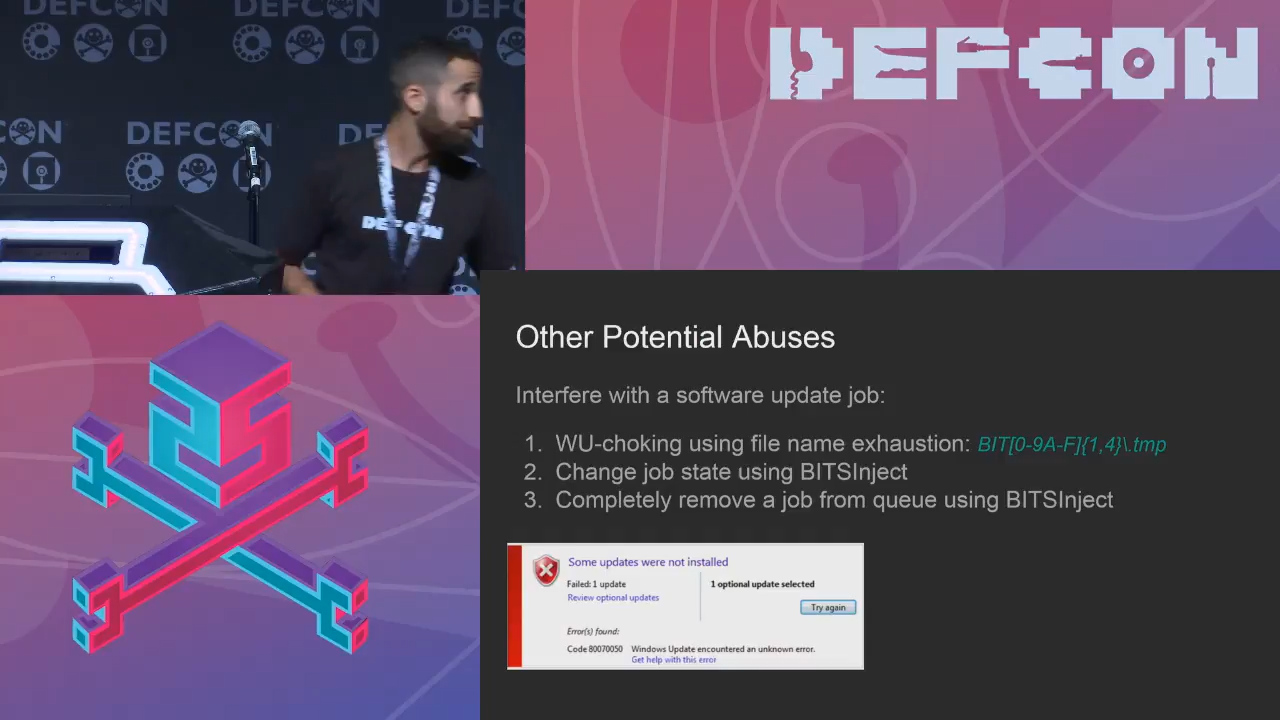 DEFCON
DEFCON
DEFCON
DEFCON
CON
DEFCON
DEF
DEFCON
Other Potential Abuses
Interfere with a software update job:
1. WU-choking using file name exhaustion: BIT[0-9A-F]{1,4}\.tmp
2. Change job state using BITSInject
3. Completely remove a job from queue using BITSInject
Some updates were not installed
Failed: 1 update
1 optional update selected
Review optional updates
Try again
Error(s) found:
Code 80070050 Windows Update encountered an unknown error.
Get help with this error